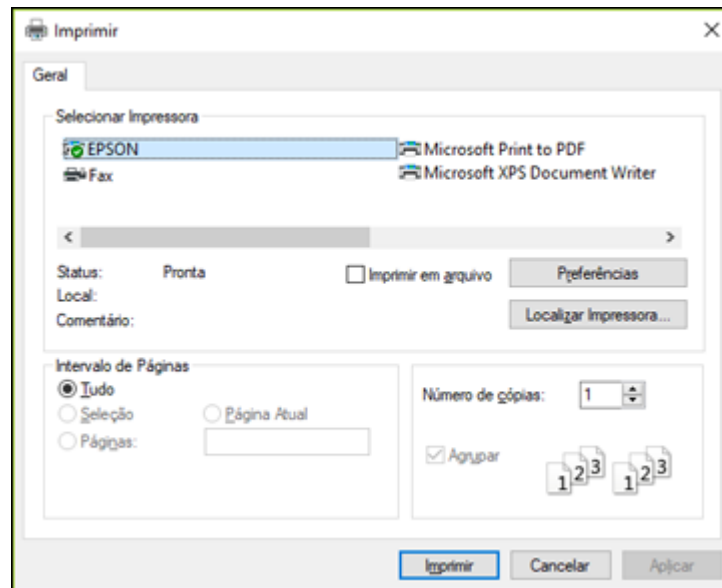 Imprimir
Geral
Selecionar Impressora
EPSON Microsoft Print to PDF
Fax Microsoft XPS Document Writer
Status: Pronta Imprimir em arquivo Preferências
Local:
Comentário: Localizar Impressora...
Intervalo de Páginas
Tudo
Seleção Página Atual
Páginas:
Número de cópias: 1
Agrupar
1 2 3 1 2 3
Imprimir Cancelar Aplicar